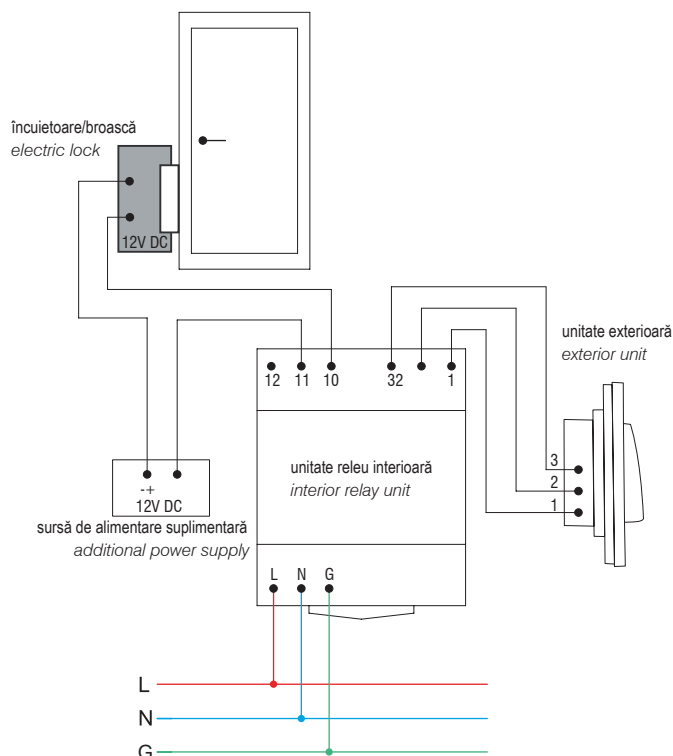 încuietoare/broască
electric lock
12V DC
unitate exterioară
exterior unit
12 11 10 32 1
3
2
1
unitate releu interioară
interior relay unit
-+
12V DC
sursă de alimentare suplimentară
additional power supply
L N G
L
N
G